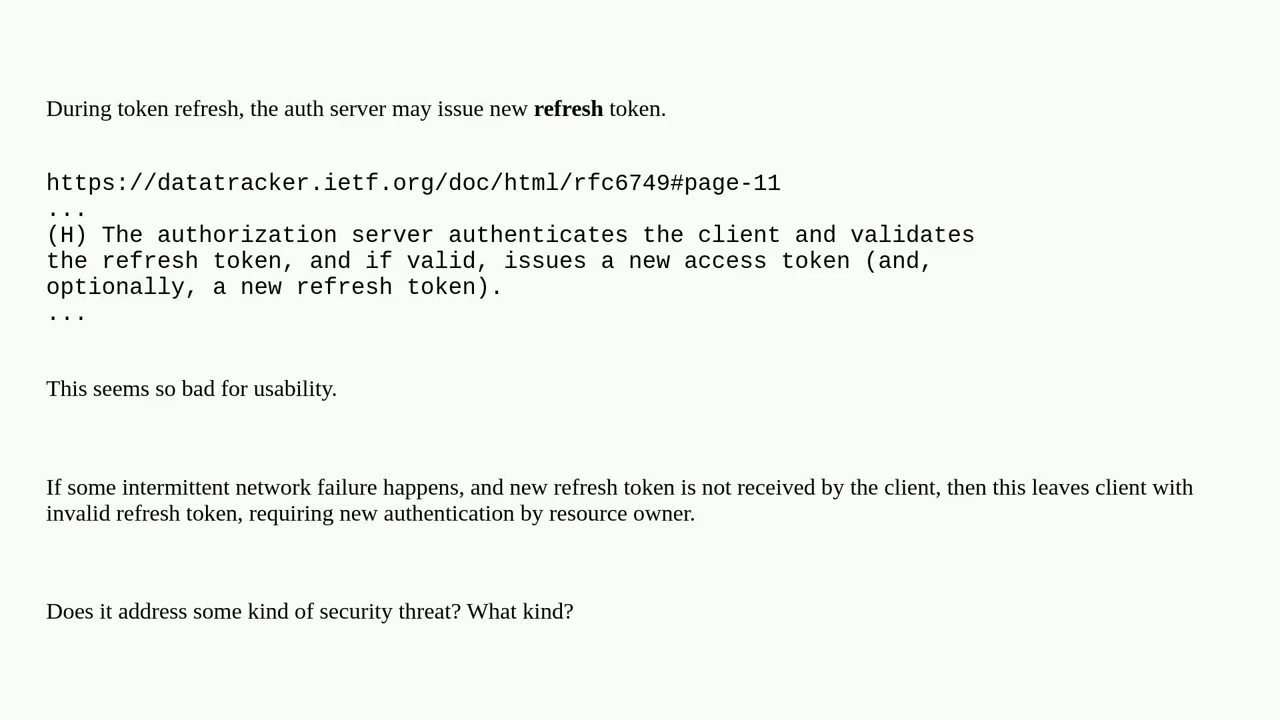 During token refresh, the auth server may issue new refresh token.
https://datatracker.ietf.org/doc/html/rfc6749#page-11
...
(H) The authorization server authenticates the client and validates
the refresh token, and if valid, issues a new access token (and,
optionally, a new refresh token).
...
This seems so bad for usability.
If some intermittent network failure happens, and new refresh token is not received by the client, then this leaves client with
invalid refresh token, requiring new authentication by resource owner.
Does it address some kind of security threat? What kind?